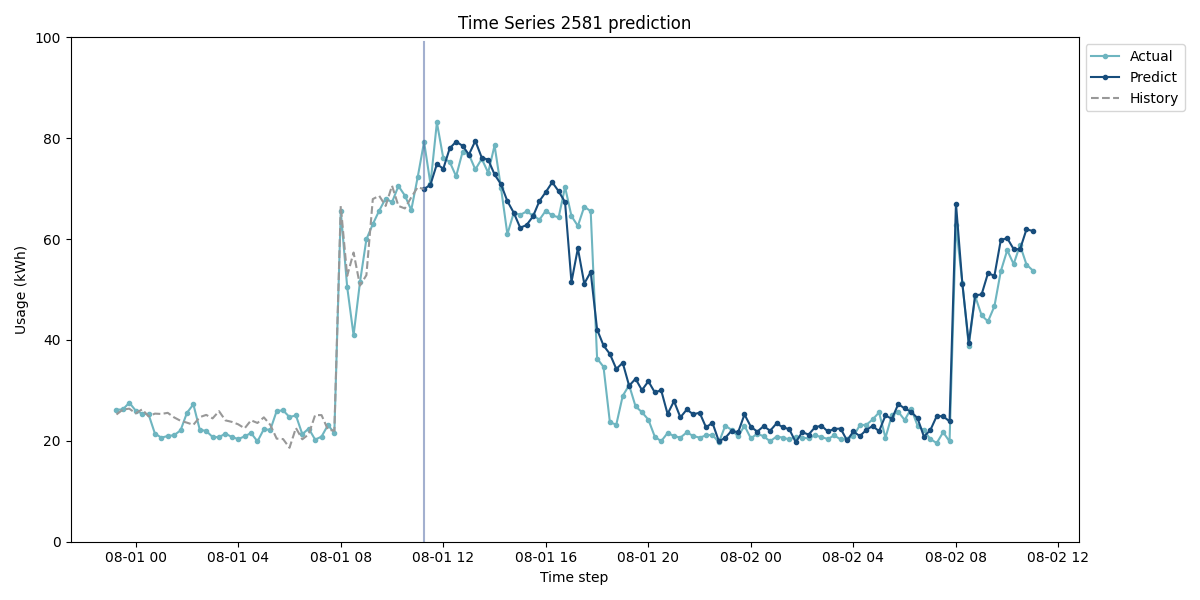 Time Series 2581 prediction
100
80
60
40
20
0
Usage (kWh)
08-01 00
08-01 04
08-01 08
08-01 12
08-01 16
08-01 20
08-02 00
08-02 04
08-02 08
08-02 12
Time step
Actual
Predict
History